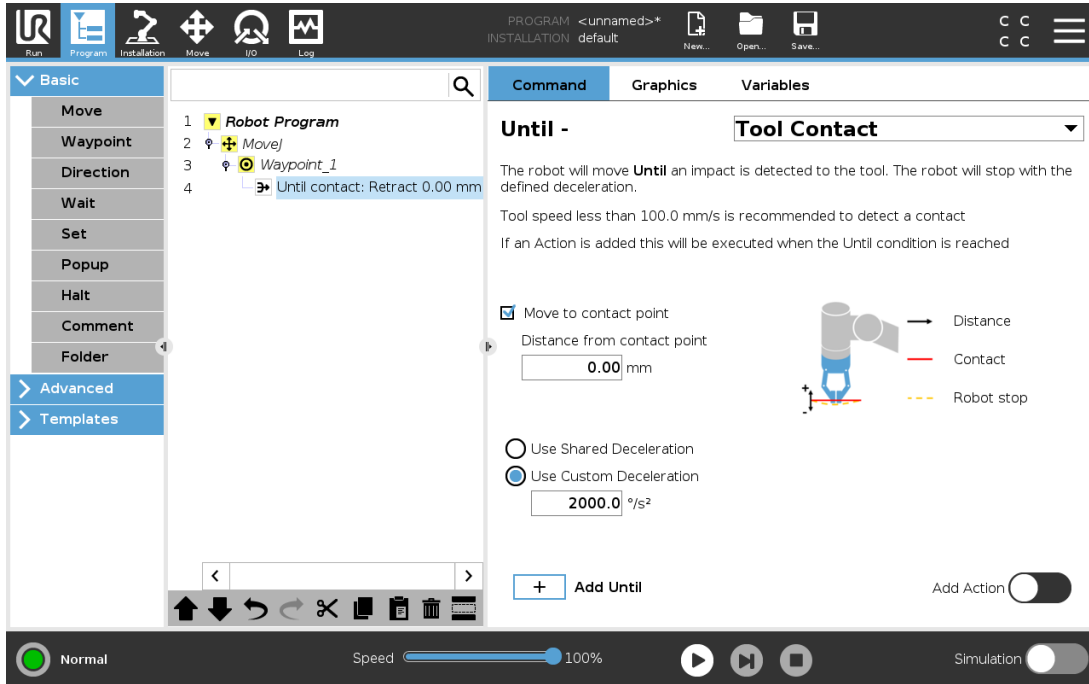 PROGRAM <unnamed>*
INSTALLATION default
UR
Run
Program
Installation
Move
I/O
Log
New...
Open...
Save...
C C
C C
Basic
Move
Waypoint
Direction
Wait
Set
Popup
Halt
Comment
Folder
Advanced
Templates
1 Robot Program
2 MoveJ
3 Waypoint_1
4 Until contact: Retract 0.00 mm
Command Graphics Variables
Until - Tool Contact
The robot will move Until an impact is detected to the tool. The robot will stop with the
defined deceleration.
Tool speed less than 100.0 mm/s is recommended to detect a contact
If an Action is added this will be executed when the Until condition is reached
Move to contact point
Distance from contact point
0.00 mm
+
-
Distance
Contact
Robot stop
Use Shared Deceleration
Use Custom Deceleration
2000.0 °/s²
+ Add Until
Add Action
Normal
Speed 100%
Simulation